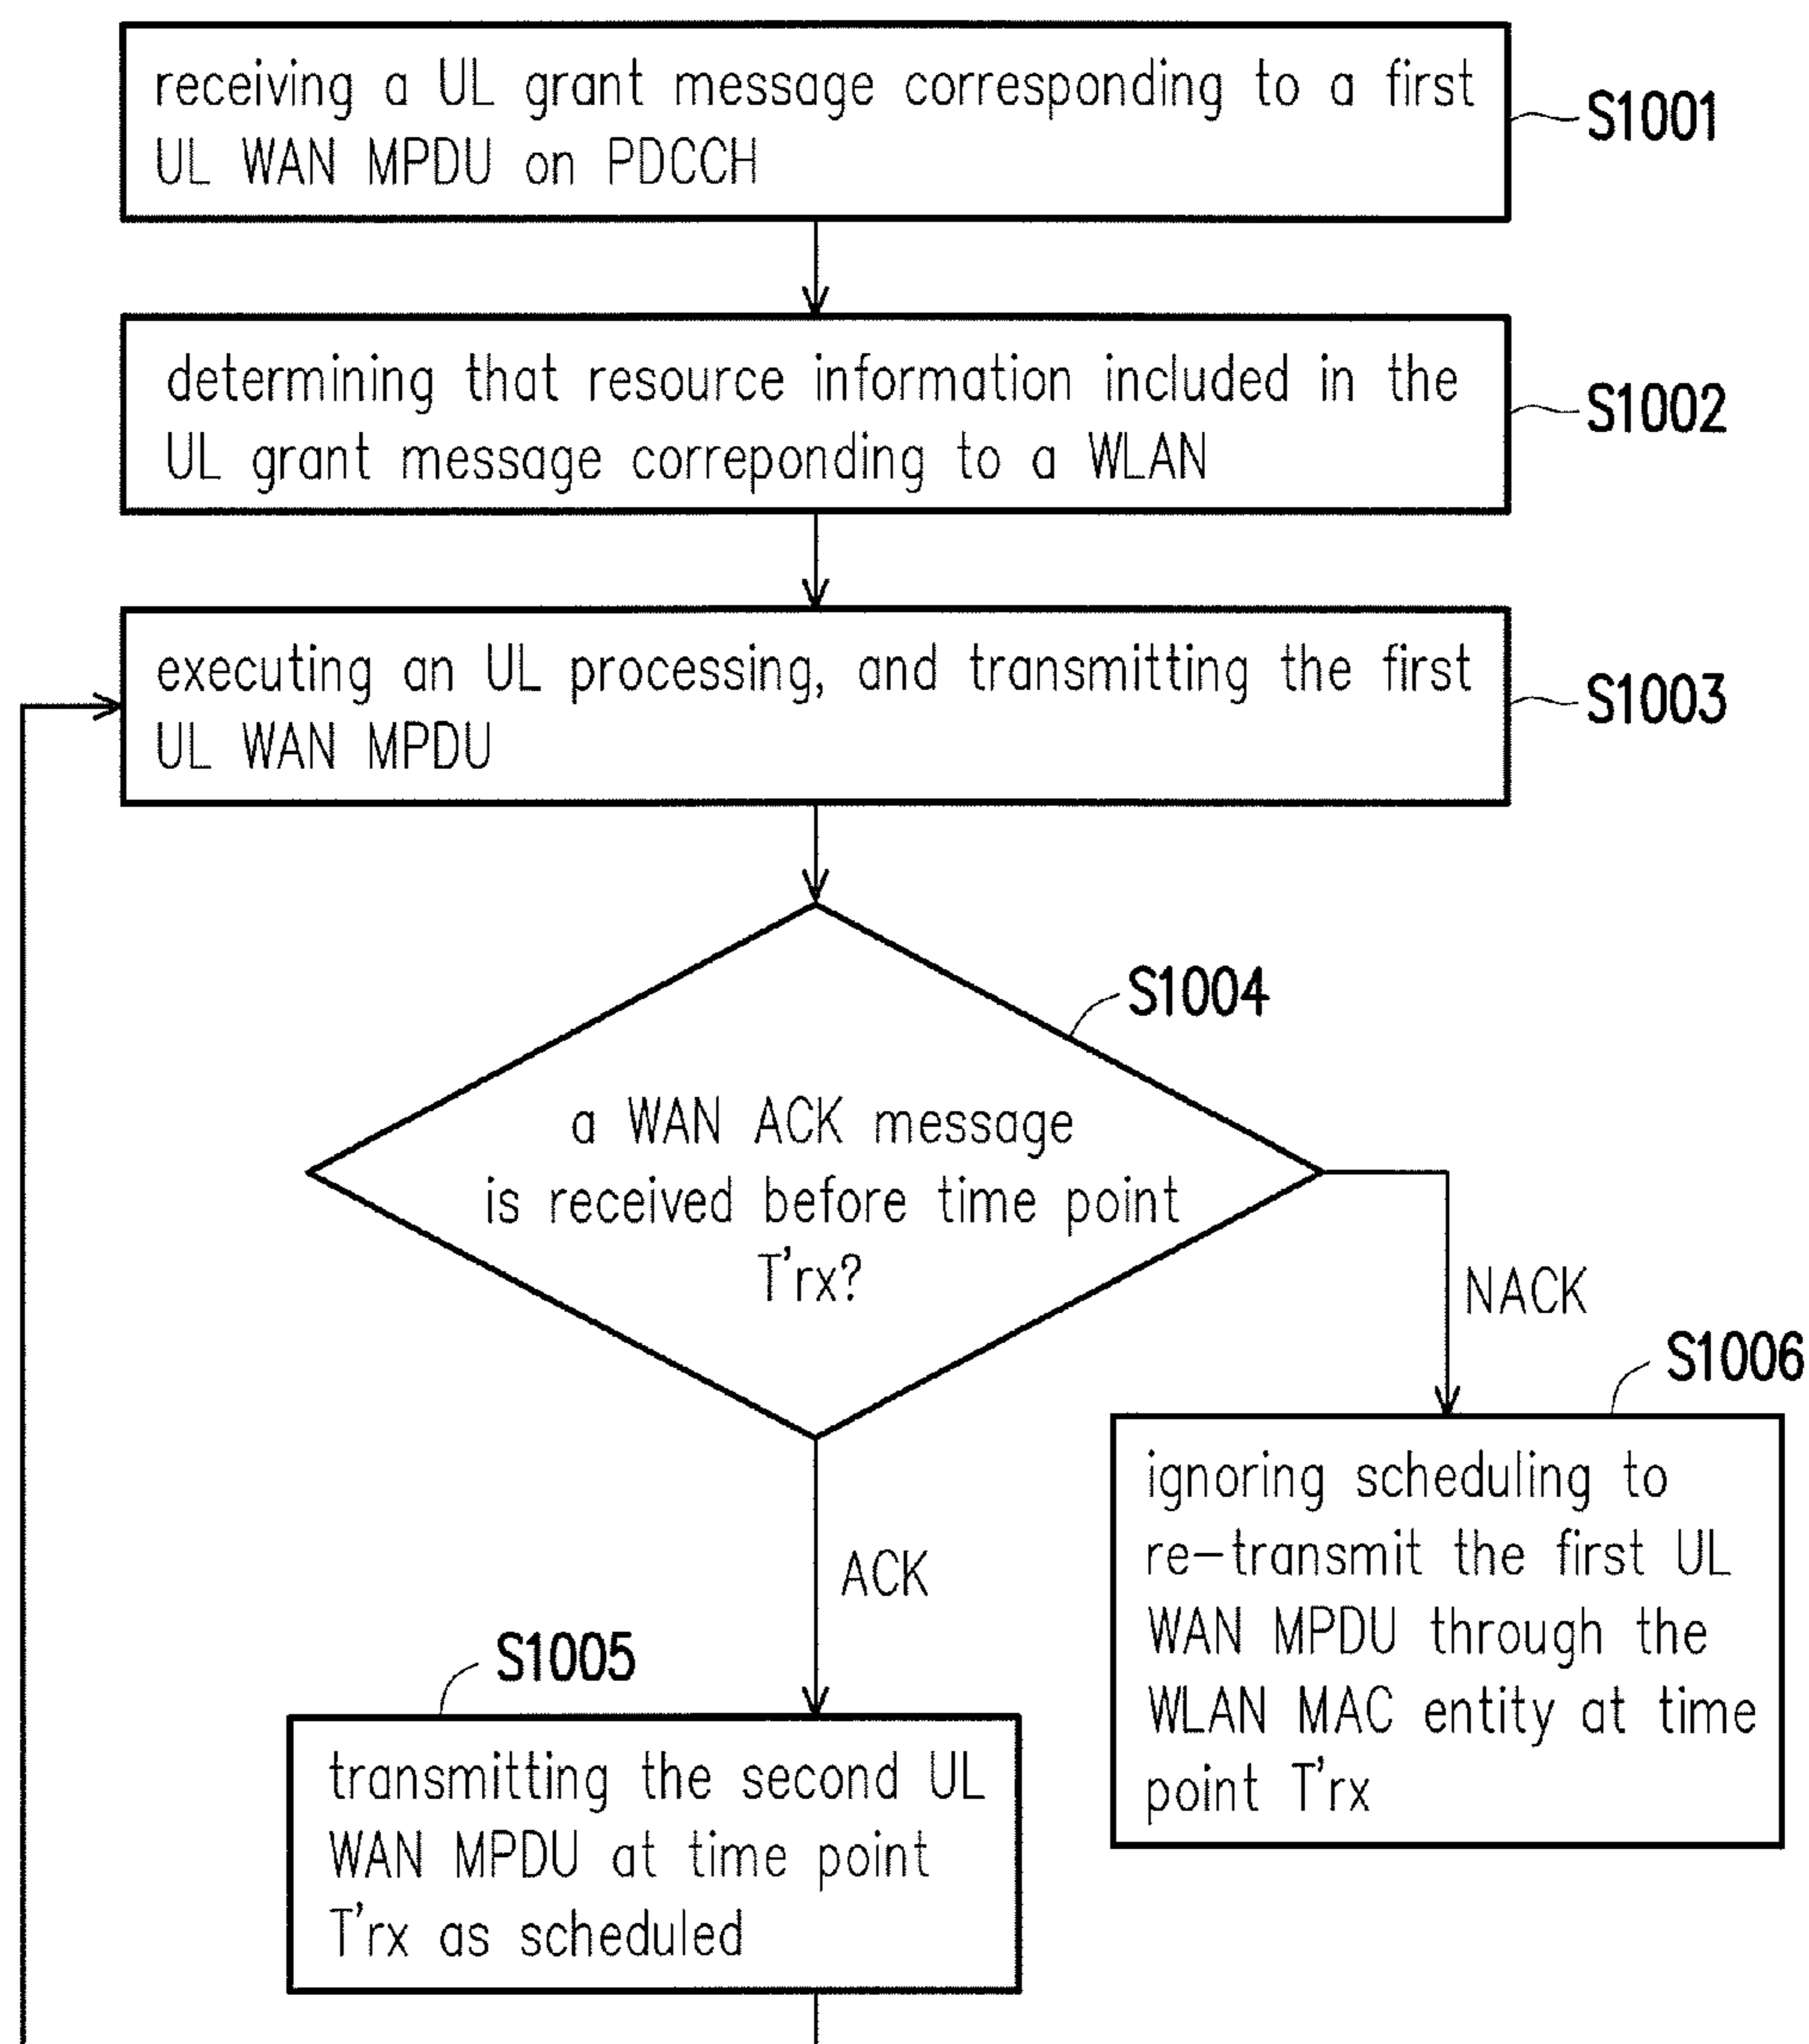 receiving a UL grant message corresponding to a first
UL WAN MPDU on PDCCH
S1001
determining that resource information included in the
UL grant message correponding to a WLAN
S1002
executing an UL processing, and transmitting the first
UL WAN MPDU
S1003
S1004
a WAN ACK message
is received before time point
T'rx?
NACK
S1006
ignoring scheduling to
re-transmit the first UL
WAN MPDU through the
WLAN MAC entity at time
point T'rx
ACK
S1005
transmitting the second UL
WAN MPDU at time point
T'rx as scheduled